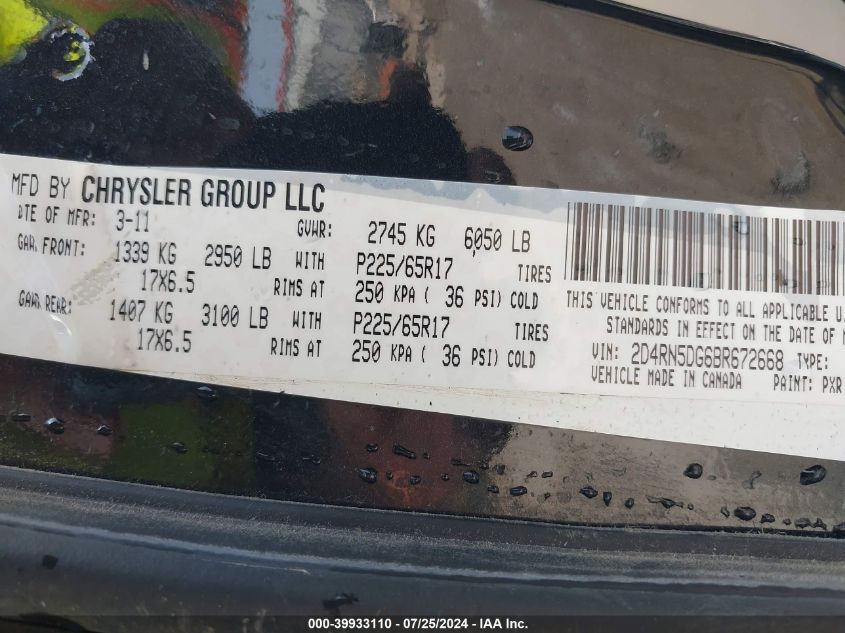 MFD BY CHRYSLER GROUP LLC
DATE OF MFR: 3-11 GVWR: 2745 KG 6050 LB
GAWR FRONT: 1339 KG 2950 LB WITH P225/65R17 TIRES
17X6.5 RIMS AT 250 KPA ( 36 PSI) COLD
GAWR REAR: 1407 KG 3100 LB WITH P225/65R17 TIRES
17X6.5 RIMS AT 250 KPA ( 36 PSI) COLD
THIS VEHICLE CONFORMS TO ALL APPLICABLE U.
STANDARDS IN EFFECT ON THE DATE OF M
VIN: 2D4RN5DG6BR672668 TYPE:
VEHICLE MADE IN CANADA PAINT: PXR
000-39933110 - 07/25/2024 - IAA Inc.